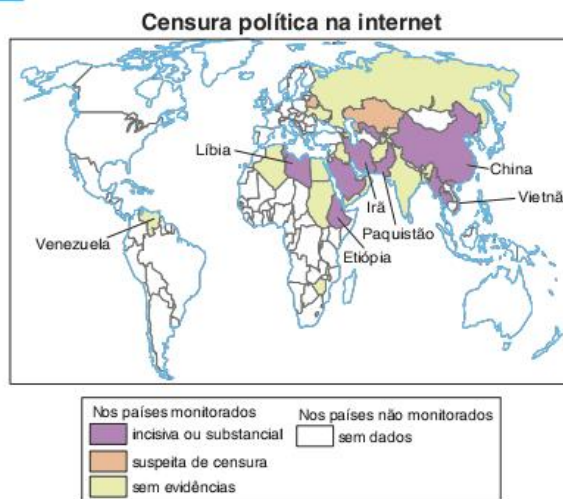 Censura política na internet
Líbia
China
Vietnã
Irã
Paquistão
Venezuela
Etiópia
Nos países monitorados
incisiva ou substancial
suspeita de censura
sem evidências
Nos países não monitorados
sem dados